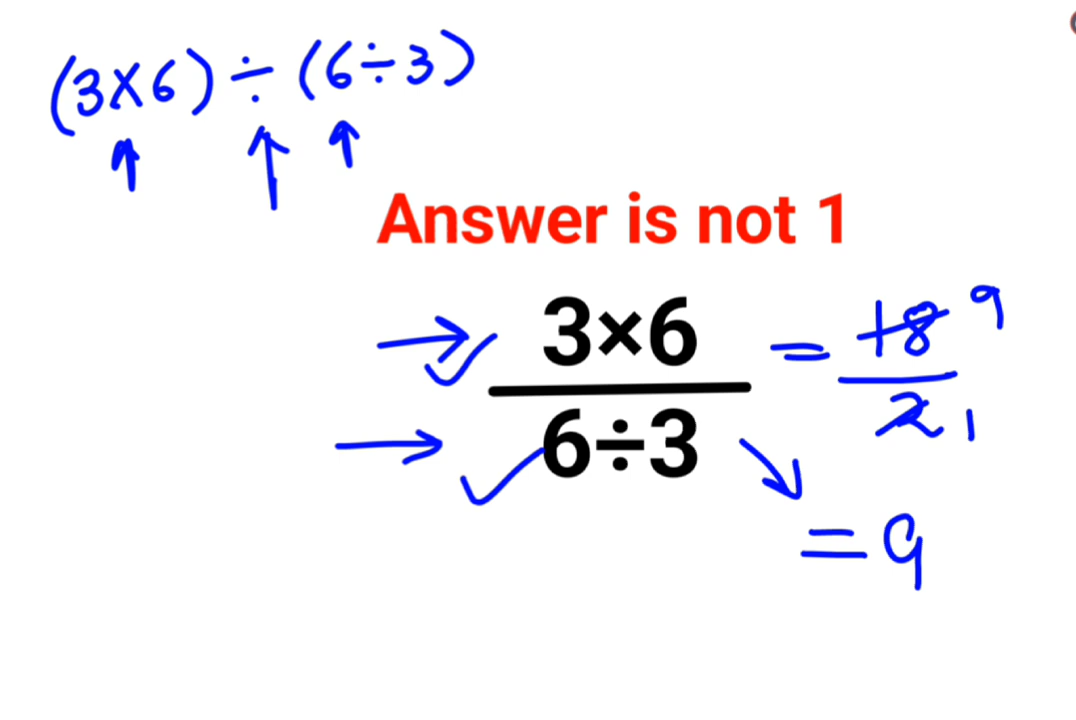 (3×6) ÷ (6÷3)
Answer is not 1
3×6 = 18 9
6÷3 2 1
= 9